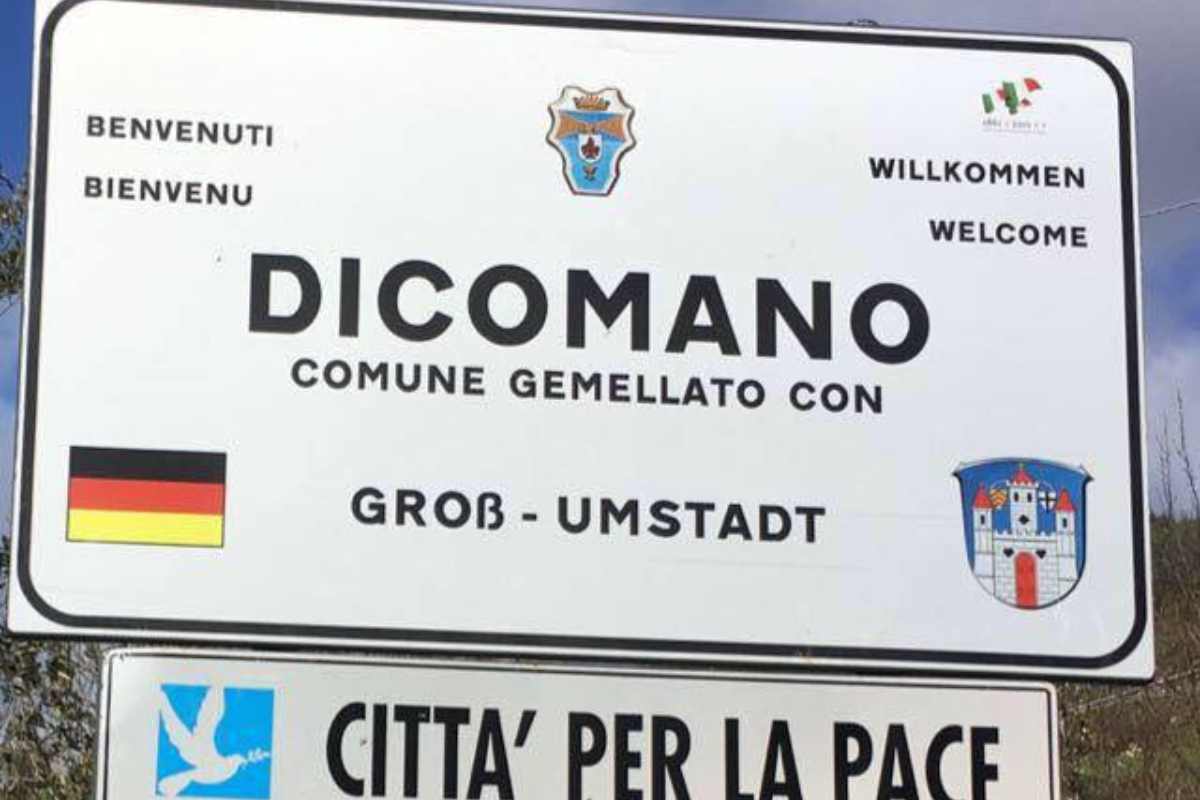 BENVENUTI
BIENVENU
WILLKOMMEN
WELCOME
DICOMANO
COMUNE GEMELLATO CON
GROß - UMSTADT
CITTA' PER LA PACE